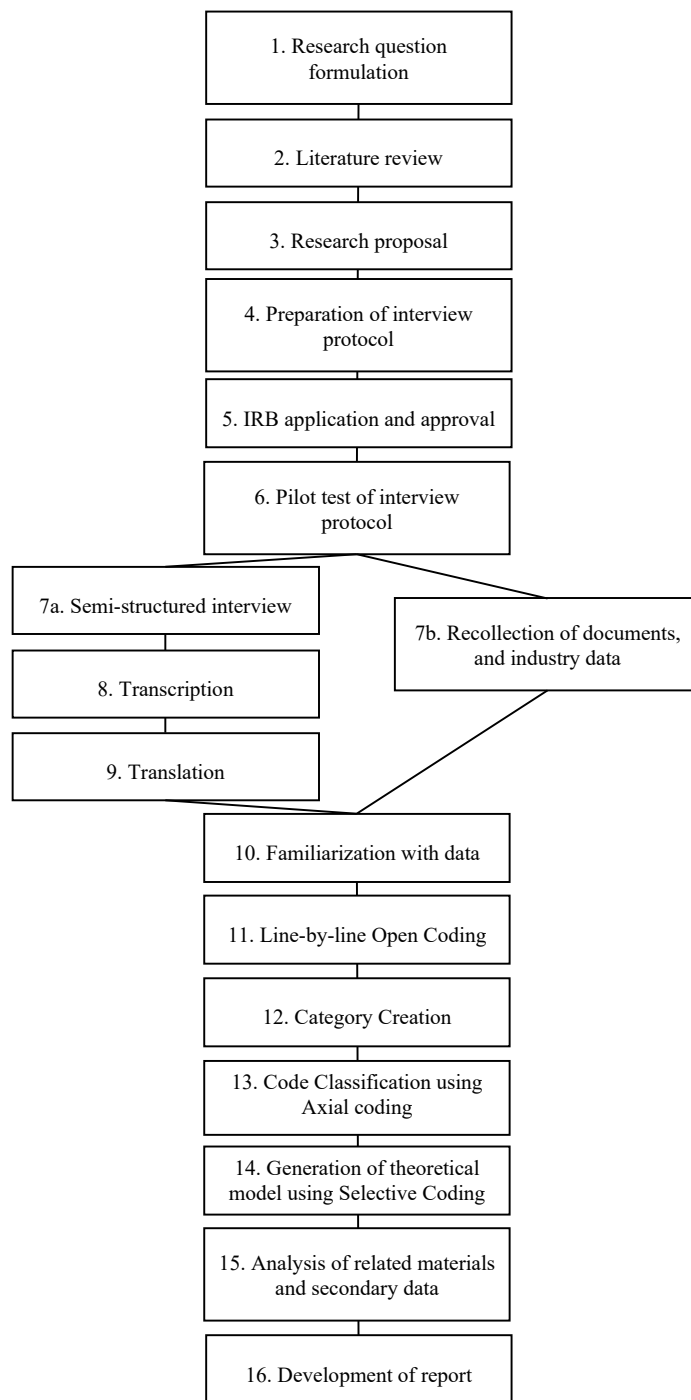 1. Research question
formulation
2. Literature review
3. Research proposal
4. Preparation of interview
protocol
5. IRB application and approval
6. Pilot test of interview
protocol
7a. Semi-structured interview
7b. Recollection of documents,
and industry data
8. Transcription
9. Translation
10. Familiarization with data
11. Line-by-line Open Coding
12. Category Creation
13. Code Classification using
Axial coding
14. Generation of theoretical
model using Selective Coding
15. Analysis of related materials
and secondary data
16. Development of report